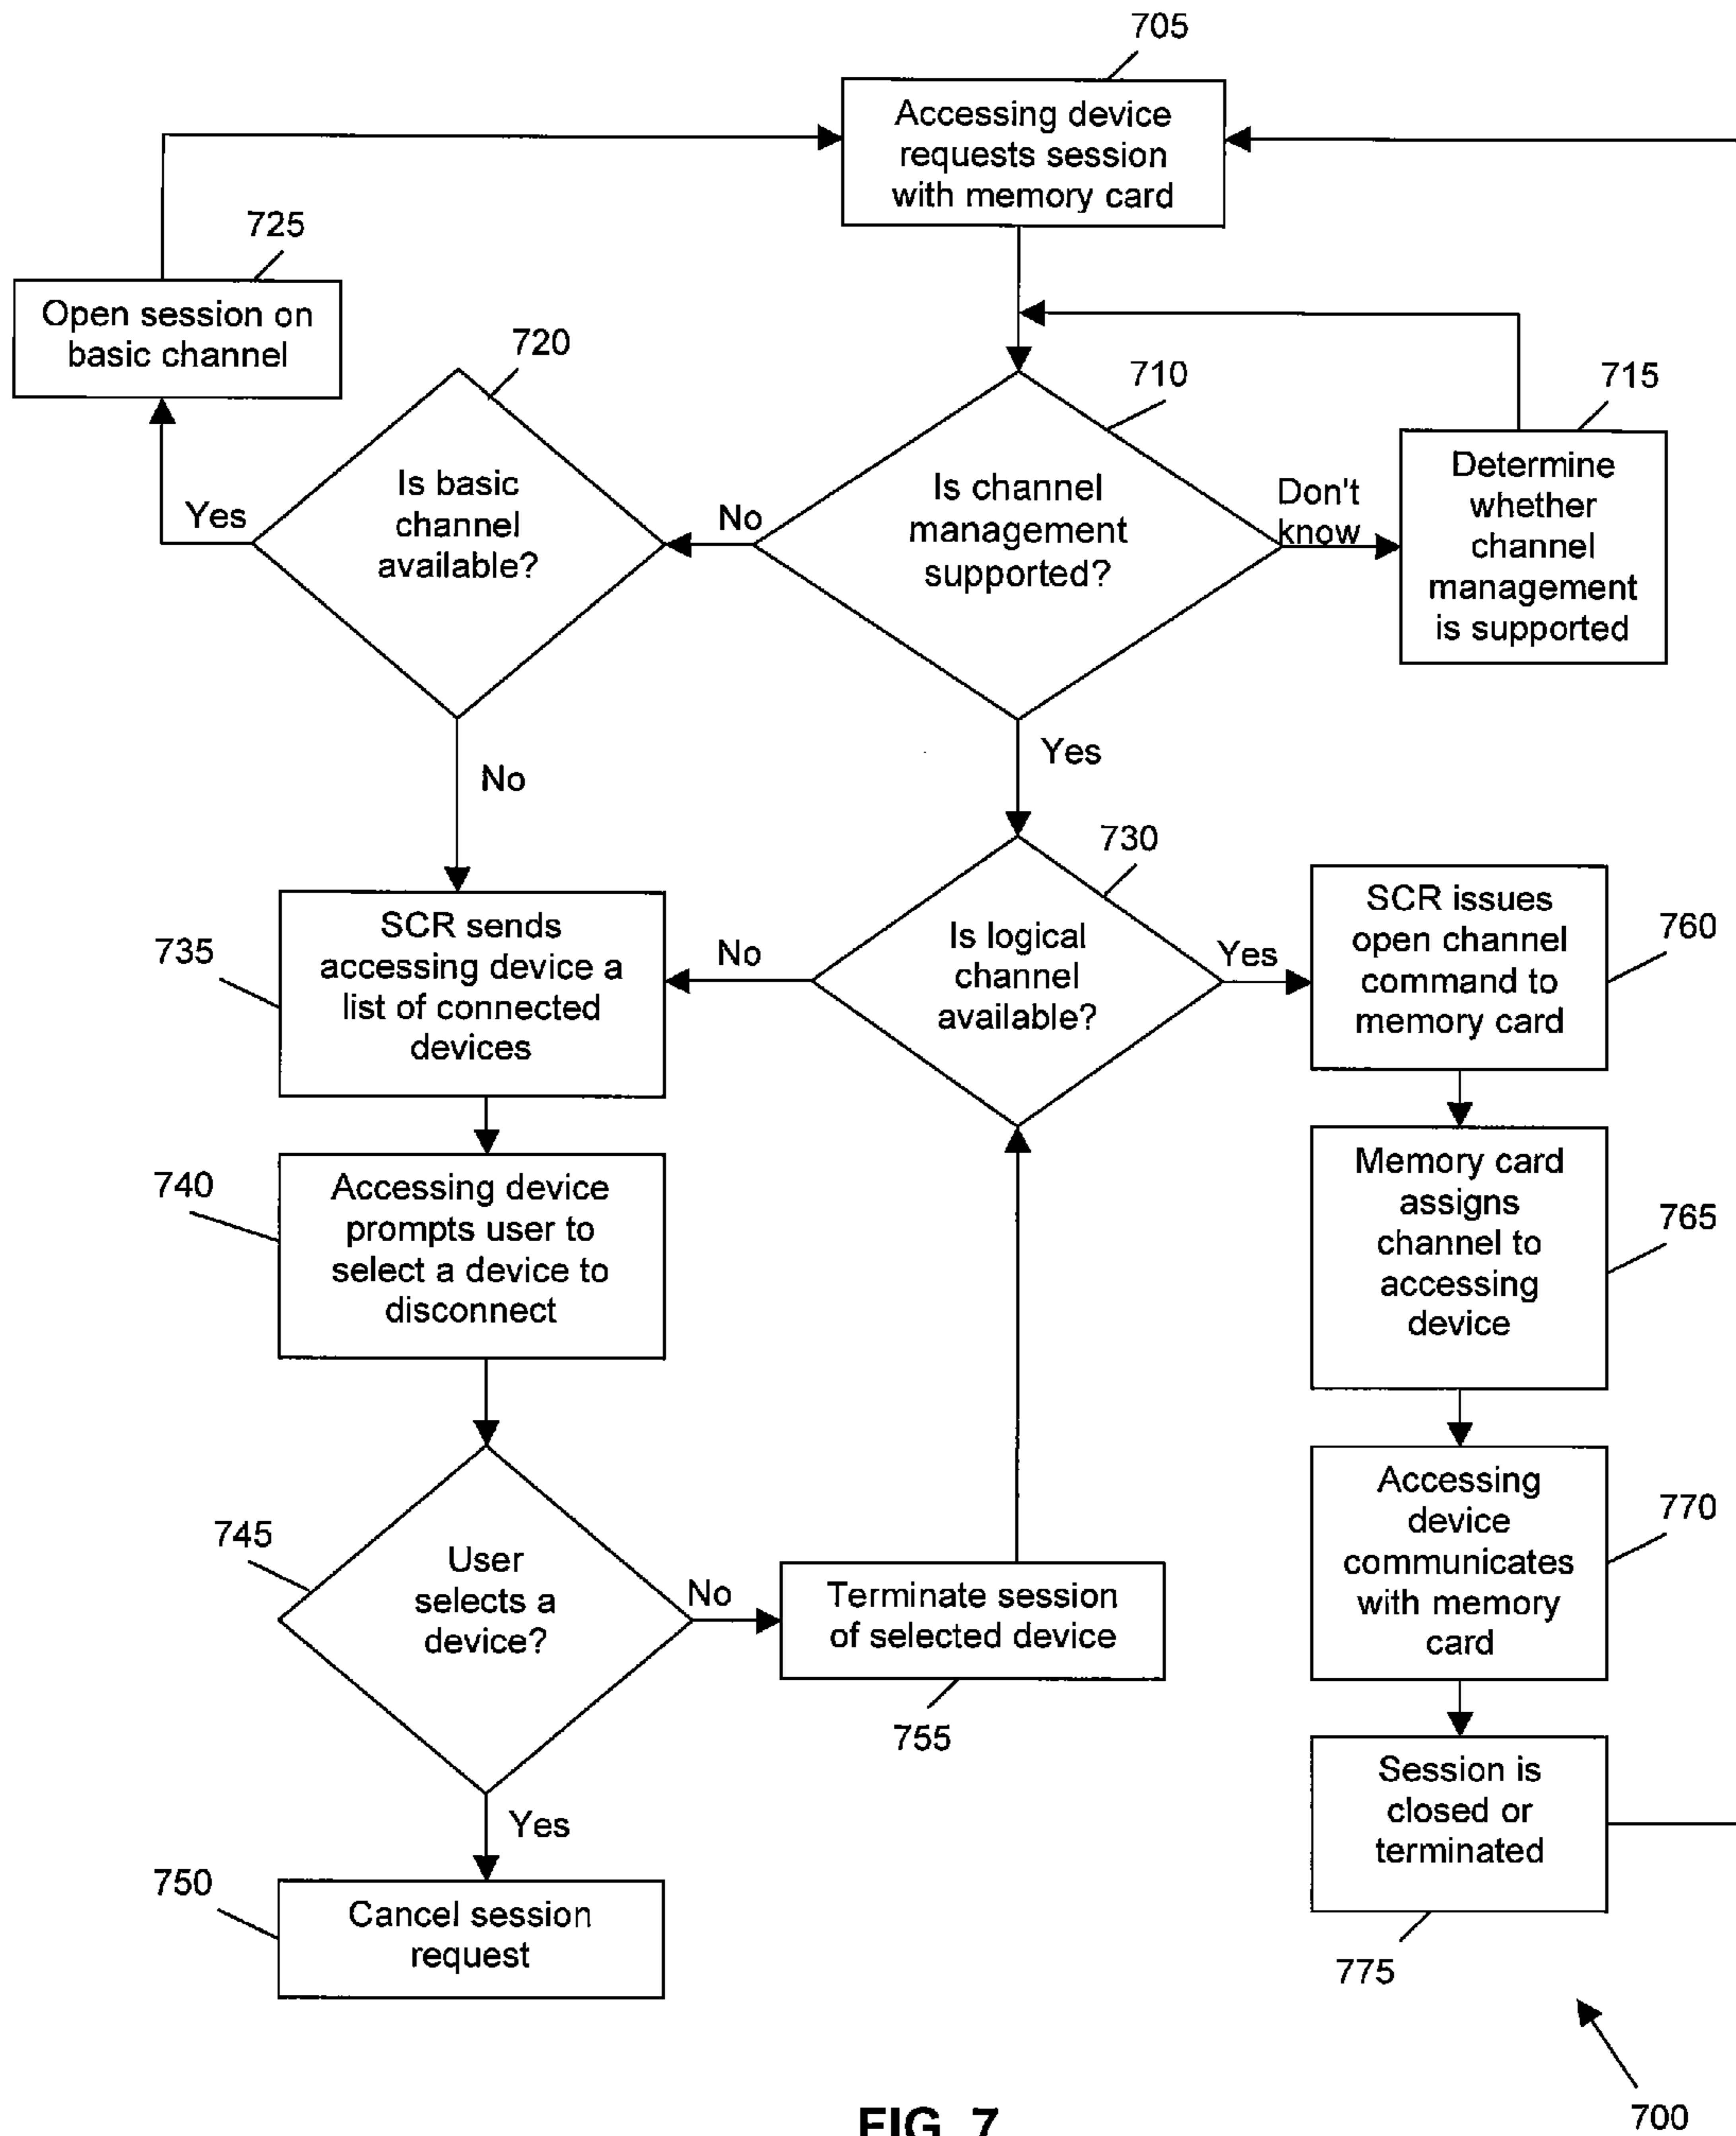 705
Accessing device
requests session
with memory card
725
Open session on
basic channel
720
Is basic
channel
available?
Yes
No
710
Is channel
management
supported?
No
Don't
know
Yes
715
Determine
whether
channel
management
is supported
730
Is logical
channel
available?
No
Yes
735
SCR sends
accessing device a
list of connected
devices
760
SCR issues
open channel
command to
memory card
740
Accessing device
prompts user to
select a device to
disconnect
765
Memory card
assigns
channel to
accessing
device
745
User
selects a
device?
No
Yes
Terminate session
of selected device
755
770
Accessing
device
communicates
with memory
card
750
Cancel session
request
Session is
closed or
terminated
775
700
FIG. 7